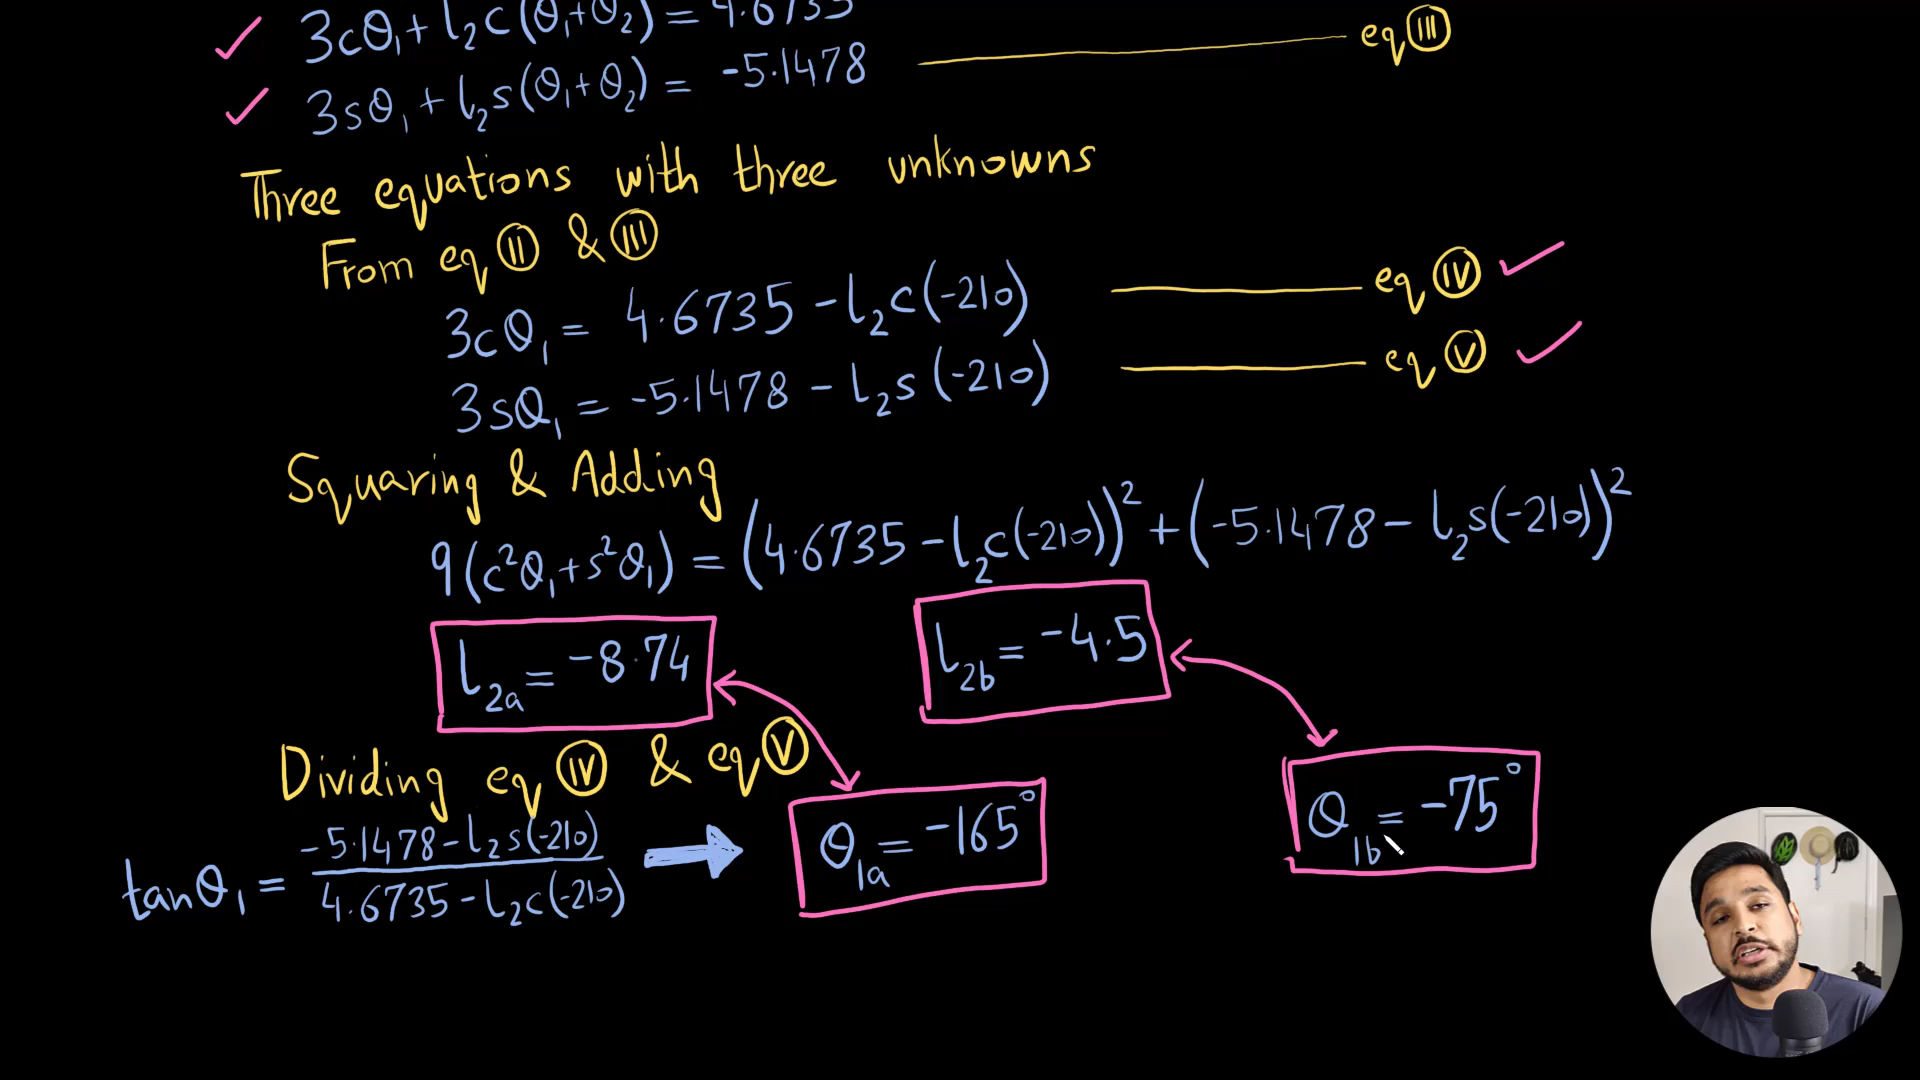 3cθ₁ + l₂c(θ₁+θ₂) = 4.6735
3sθ₁ + l₂s(θ₁+θ₂) = -5.1478 eq III
Three equations with three unknowns
From eq II & III
3cθ₁ = 4.6735 - l₂c(-210) eq IV
3sθ₁ = -5.1478 - l₂s(-210) eq V
Squaring & Adding
9(c²θ₁+s²θ₁) = (4.6735 - l₂c(-210))² + (-5.1478 - l₂s(-210))²
l₂ₐ = -8.74
l_2b = -4.5
Dividing eq IV & eq V
tanθ₁ = (-5.1478 - l₂s(-210)) / (4.6735 - l₂c(-210))
θ₁ₐ = -165°
θ_1b = -75°